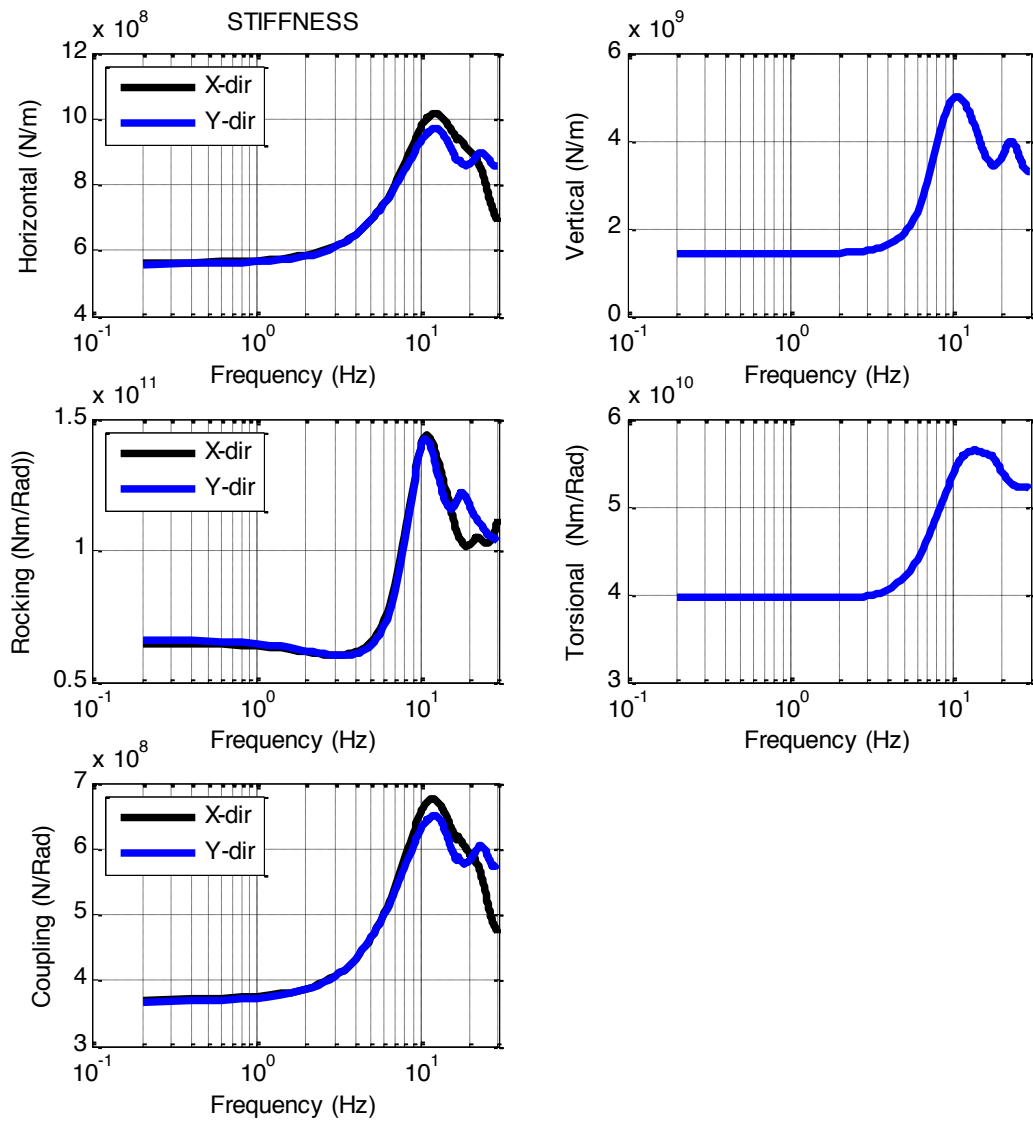 x 10^8
STIFFNESS
12
10
8
6
4
Horizontal (N/m)
X-dir
Y-dir
10^-1
10^0
10^1
Frequency (Hz)
x 10^9
6
4
2
0
Vertical (N/m)
10^-1
10^0
10^1
Frequency (Hz)
x 10^11
1.5
1
0.5
Rocking (Nm/Rad))
X-dir
Y-dir
10^-1
10^0
10^1
Frequency (Hz)
x 10^10
6
5
4
3
Torsional (Nm/Rad)
10^-1
10^0
10^1
Frequency (Hz)
x 10^8
7
6
5
4
3
Coupling (N/Rad)
X-dir
Y-dir
10^-1
10^0
10^1
Frequency (Hz)